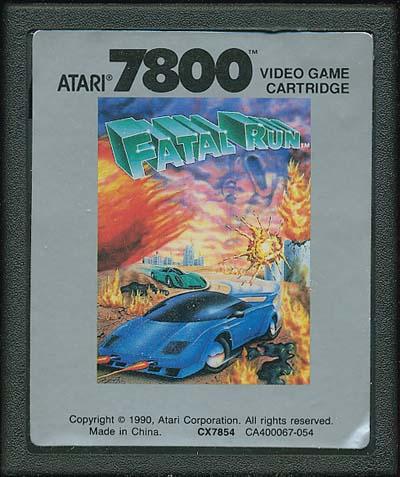 ATARI® 7800™ VIDEO GAME
CARTRIDGE
FATAL RUN™
Copyright © 1990, Atari Corporation. All rights reserved.
Made in China. CX7854 CA400067-054